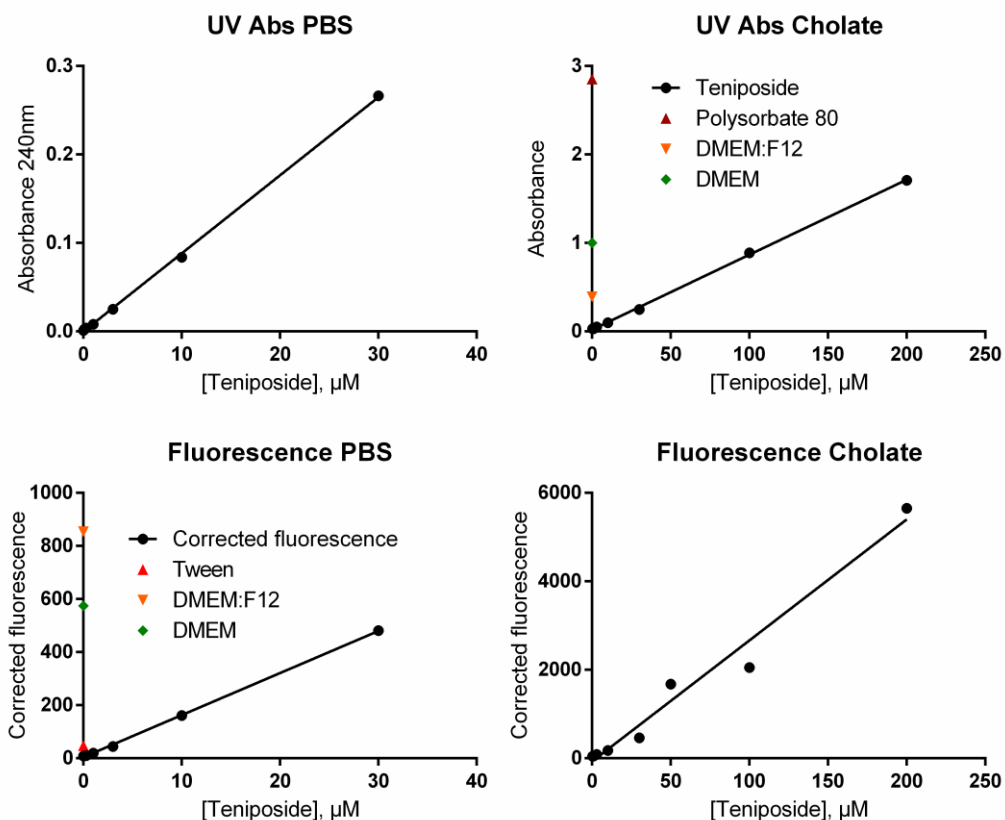 UV Abs PBS
Absorbance 240nm
0.3
0.2
0.1
0.0
0 10 20 30 40
[Teniposide], µM
UV Abs Cholate
Absorbance
3
2
1
0
Teniposide
Polysorbate 80
DMEM:F12
DMEM
0 50 100 150 200 250
[Teniposide], µM
Fluorescence PBS
Corrected fluorescence
1000
800
600
400
200
0
Corrected fluorescence
Tween
DMEM:F12
DMEM
0 10 20 30 40
[Teniposide], µM
Fluorescence Cholate
Corrected fluorescence
6000
4000
2000
0
0 50 100 150 200 250
[Teniposide], µM